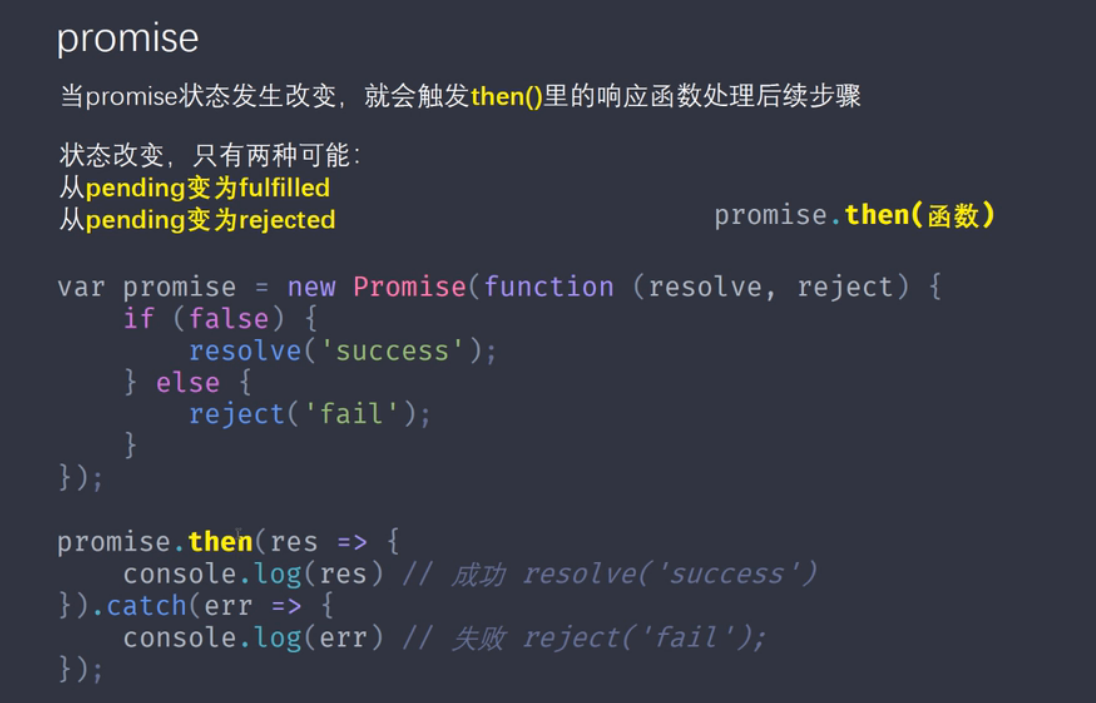 promise
当promise状态发生改变，就会触发then()里的响应函数处理后续步骤
状态改变，只有两种可能：
从pending变为fulfilled
从pending变为rejected
promise.then(函数)
var promise = new Promise(function (resolve, reject) {
    if (false) {
        resolve('success');
    } else {
        reject('fail');
    }
});
promise.then(res => {
    console.log(res) // 成功 resolve('success')
}).catch(err => {
    console.log(err) // 失败 reject('fail');
});